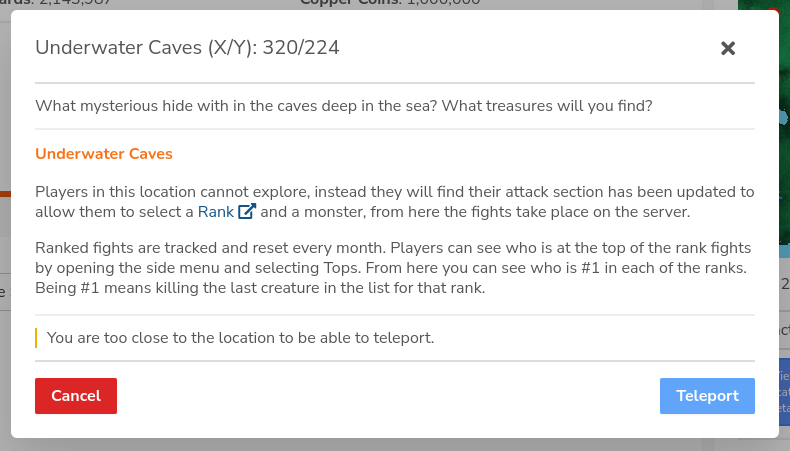 Copper Coins: 1,000,000
Underwater Caves (X/Y): 320/224
What mysterious hide with in the caves deep in the sea? What treasures will you find?
Underwater Caves
Players in this location cannot explore, instead they will find their attack section has been updated to
allow them to select a Rank and a monster, from here the fights take place on the server.
Ranked fights are tracked and reset every month. Players can see who is at the top of the rank fights
by opening the side menu and selecting Tops. From here you can see who is #1 in each of the ranks.
Being #1 means killing the last creature in the list for that rank.
You are too close to the location to be able to teleport.
Cancel
Teleport